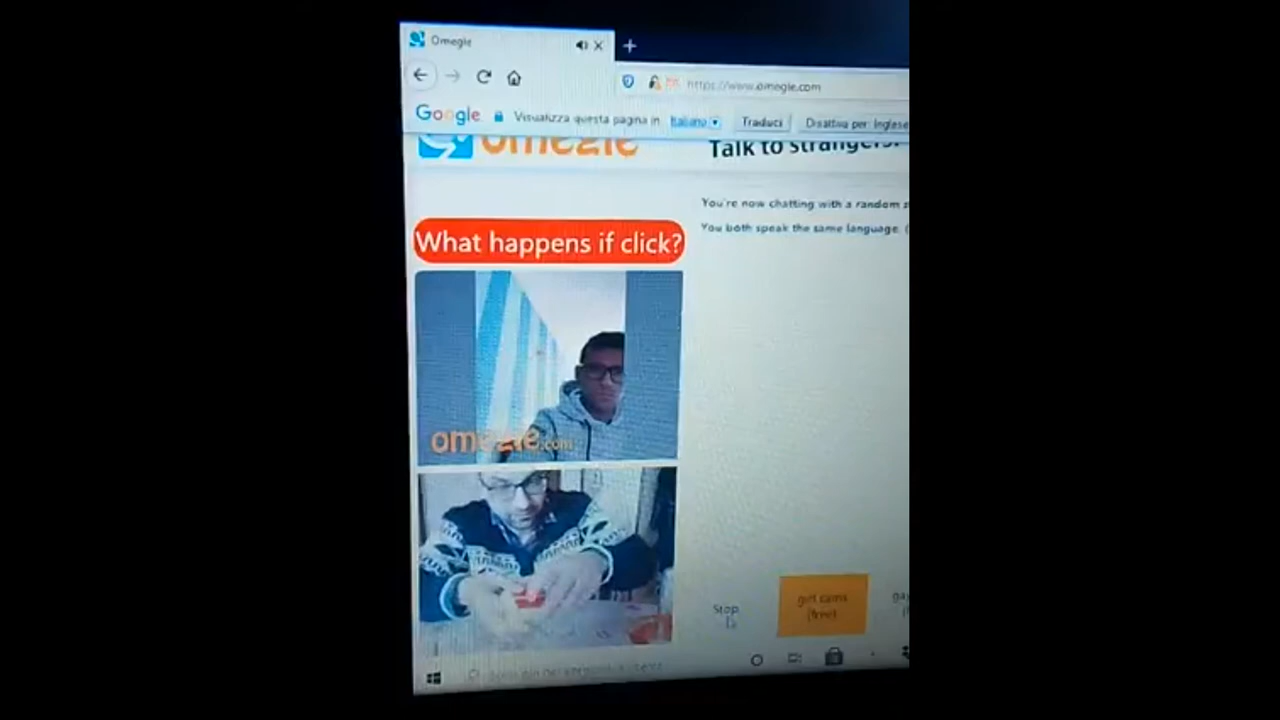 Omegle
https://www.omegle.com
Google Visualizza questa pagina in: Italiano Traduci Disattiva per: Inglese
omegle
Talk to strangers!
You're now chatting with a random
You both speak the same language.
What happens if click?
omegle.com
Stop
girl cams
(free)